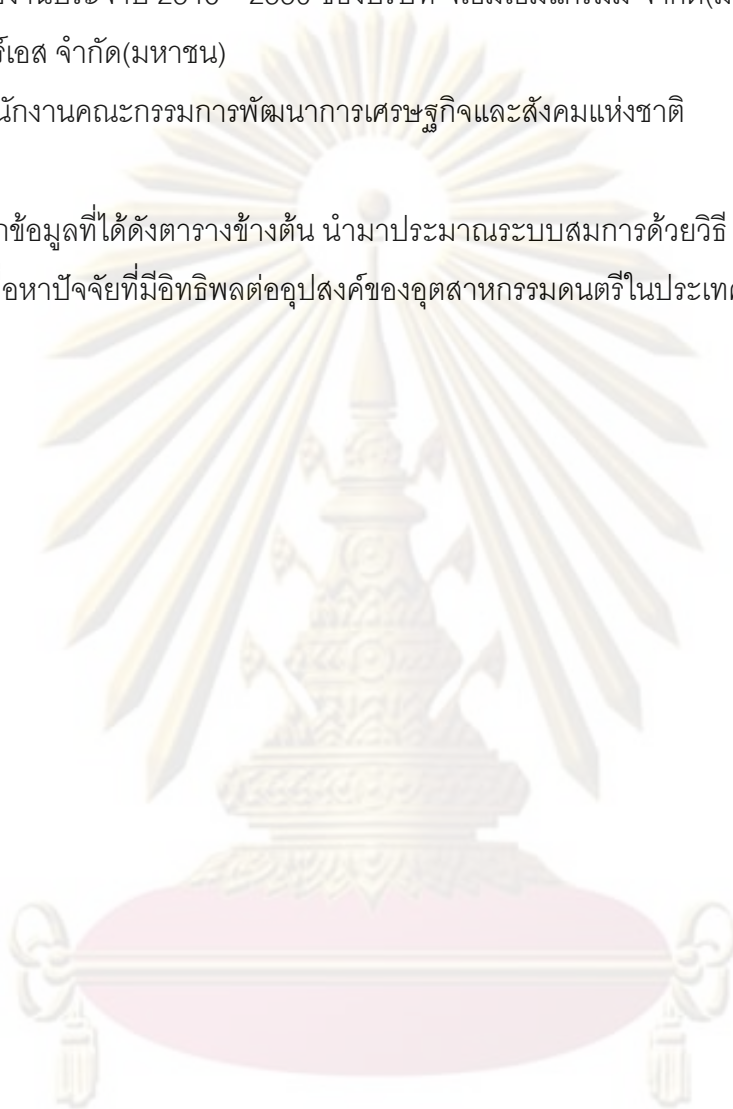 งานประจำปี 2540 - 2550 ของบริษัท จีเอ็มเอ็มแกรมมี่ จำกัด(ม
ร์เอส จำกัด(มหาชน)
นักงานคณะกรรมการพัฒนาการเศรษฐกิจและสังคมแห่งชาติ
ข้อมูลที่ได้ดังตารางข้างต้น นำมาประมาณระบบสมการด้วยวิธี
อหาปัจจัยที่มีอิทธิพลต่ออุปสงค์ของอุตสาหกรรมดนตรีในประเทศ